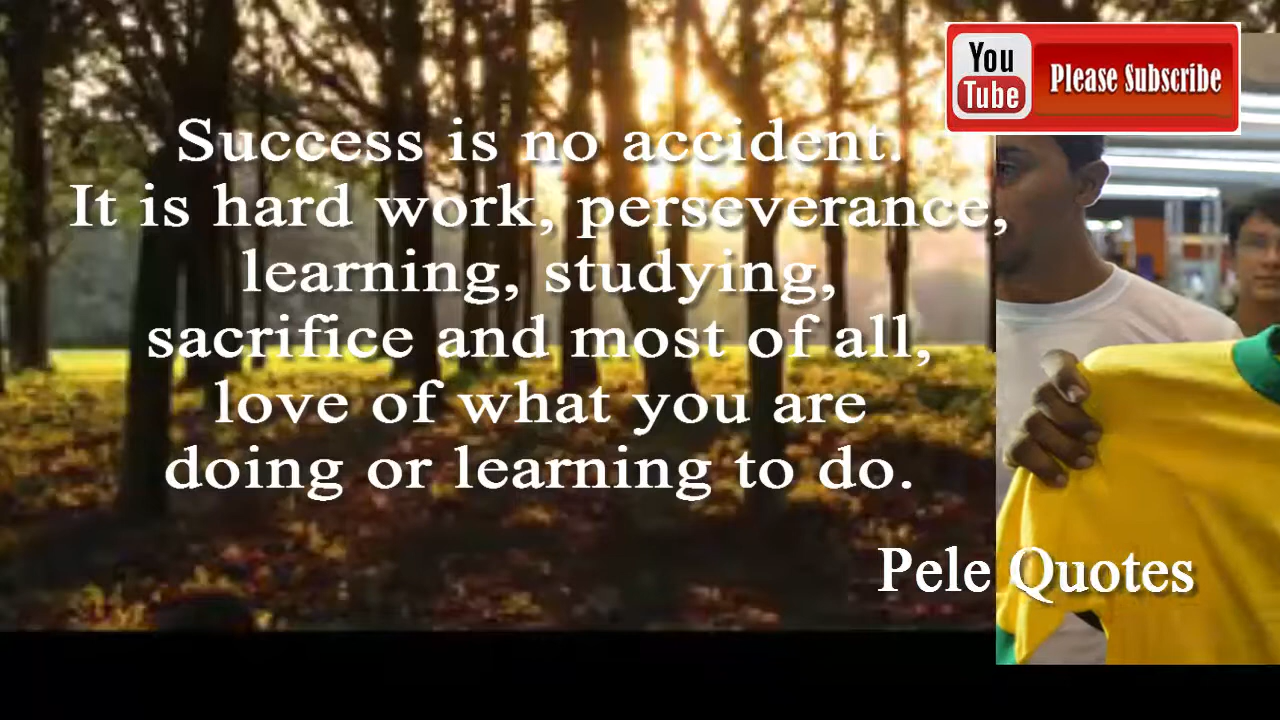 You
Tube
Please Subscribe
Success is no accident.
It is hard work, perseverance,
learning, studying,
sacrifice and most of all,
love of what you are
doing or learning to do.
Pele Quotes